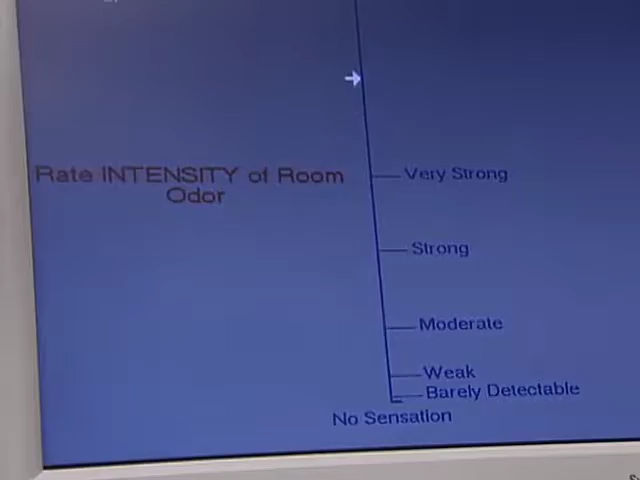 Rate INTENSITY of Room
Odor
Very Strong
Strong
Moderate
Weak
Barely Detectable
No Sensation